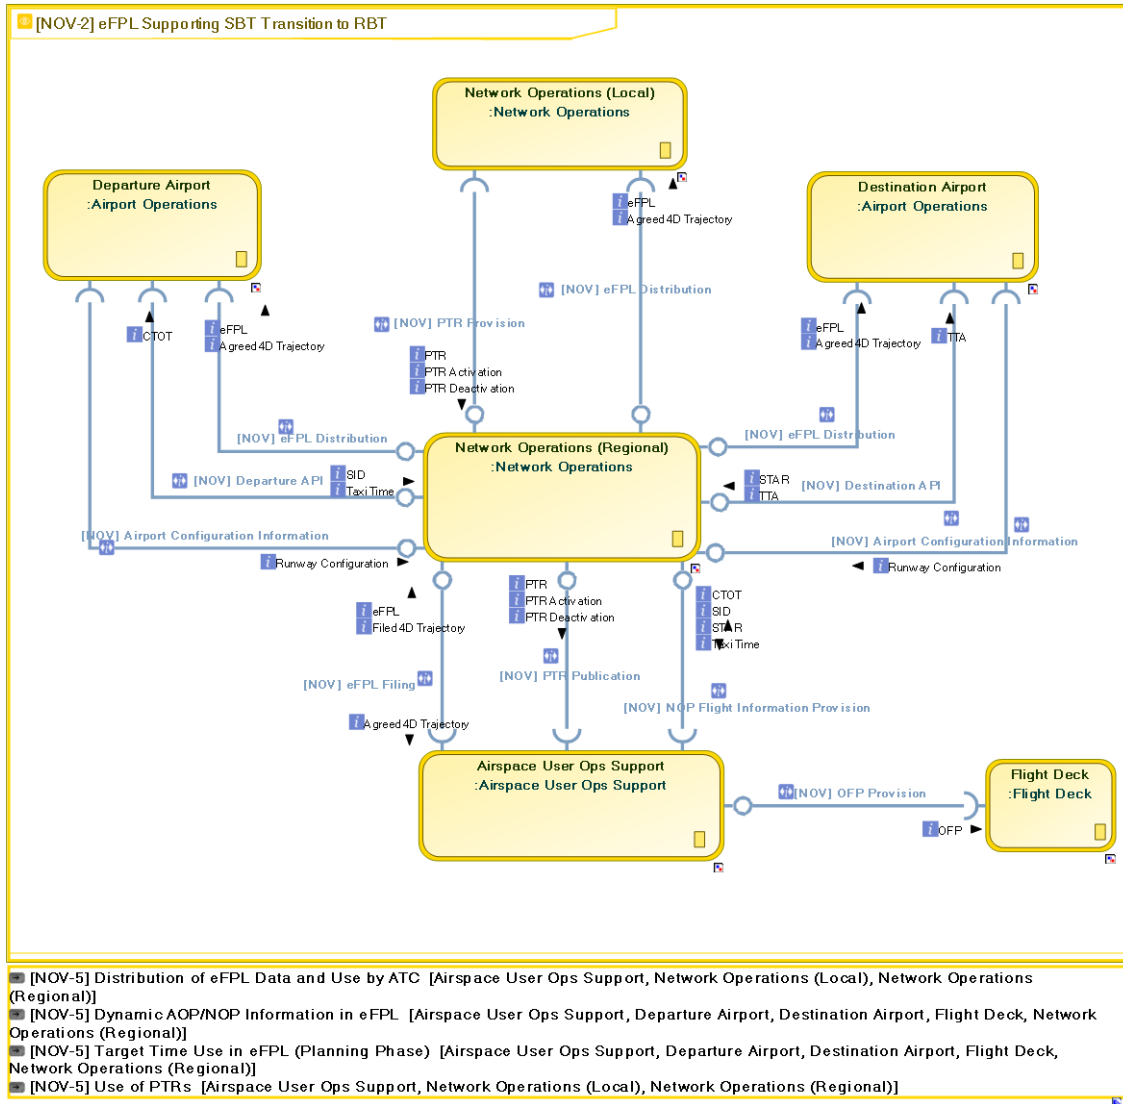 [NOV-2] eFPL Supporting SBT Transition to RBT
Network Operations (Local)
:Network Operations
Departure Airport
:Airport Operations
Destination Airport
:Airport Operations
eFPL
Agreed 4D Trajectory
[NOV] eFPL Distribution
CTOT
eFPL
Agreed 4D Trajectory
[NOV] PTR Provision
PTR
PTR Activation
PTR Deactivation
eFPL
Agreed 4D Trajectory
TTA
[NOV] eFPL Distribution
Network Operations (Regional)
:Network Operations
[NOV] eFPL Distribution
[NOV] Departure API
SID
Taxi Time
STAR
TTA
[NOV] Destination API
[NOV] Airport Configuration Information
Runway Configuration
[NOV] Airport Configuration Information
Runway Configuration
eFPL
Filed 4D Trajectory
PTR
PTR Activation
PTR Deactivation
CTOT
SID
STAR
Taxi Time
[NOV] eFPL Filing
[NOV] PTR Publication
[NOV] NOP Flight Information Provision
Agreed 4D Trajectory
Airspace User Ops Support
:Airspace User Ops Support
[NOV] OFP Provision
OFP
Flight Deck
:Flight Deck
[NOV-5] Distribution of eFPL Data and Use by ATC [Airspace User Ops Support, Network Operations (Local), Network Operations
(Regional)]
[NOV-5] Dynamic AOP/NOP Information in eFPL [Airspace User Ops Support, Departure Airport, Destination Airport, Flight Deck, Network
Operations (Regional)]
[NOV-5] Target Time Use in eFPL (Planning Phase) [Airspace User Ops Support, Departure Airport, Destination Airport, Flight Deck,
Network Operations (Regional)]
[NOV-5] Use of PTRs [Airspace User Ops Support, Network Operations (Local), Network Operations (Regional)]